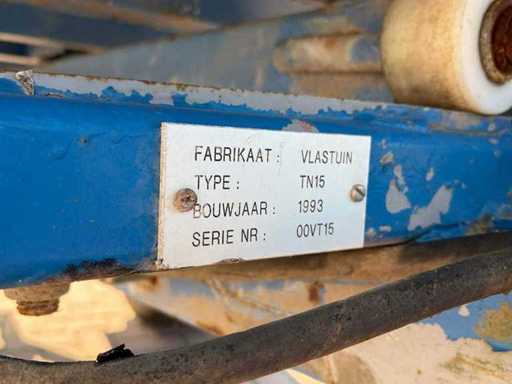 FABRIKAAT : VLASTUIN
TYPE : TN15
BOUWJAAR : 1993
SERIE NR : 00VT15